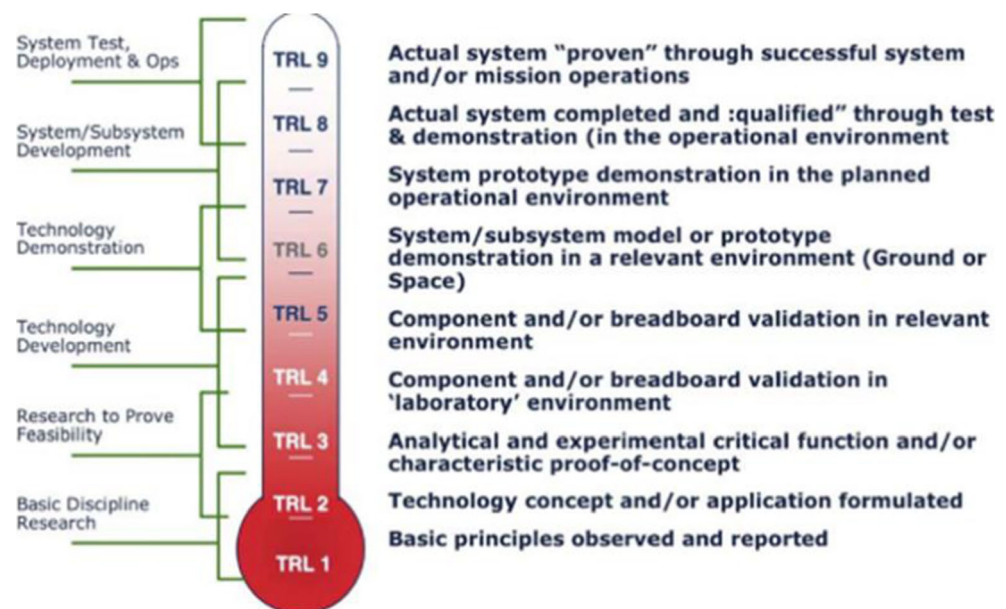 System Test,
Deployment & Ops
System/Subsystem
Development
Technology
Demonstration
Technology
Development
Research to Prove
Feasibility
Basic Discipline
Research
TRL 9
TRL 8
TRL 7
TRL 6
TRL 5
TRL 4
TRL 3
TRL 2
TRL 1
Actual system “proven” through successful system
and/or mission operations
Actual system completed and :qualified” through test
& demonstration (in the operational environment
System prototype demonstration in the planned
operational environment
System/subsystem model or prototype
demonstration in a relevant environment (Ground or
Space)
Component and/or breadboard validation in relevant
environment
Component and/or breadboard validation in
‘laboratory’ environment
Analytical and experimental critical function and/or
characteristic proof-of-concept
Technology concept and/or application formulated
Basic principles observed and reported